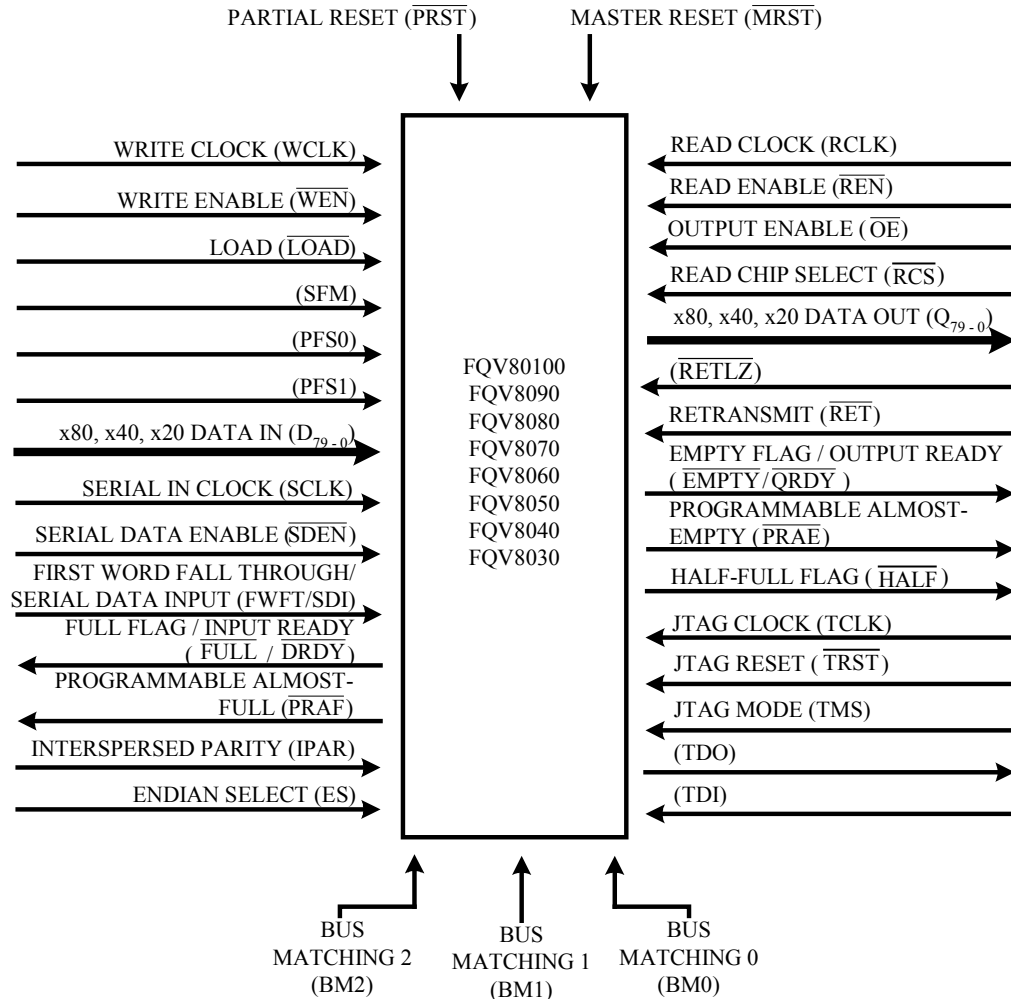 PARTIAL RESET (PRST)
MASTER RESET (MRST)
WRITE CLOCK (WCLK)
WRITE ENABLE (WEN)
LOAD (LOAD)
(SFM)
(PFS0)
(PFS1)
x80, x40, x20 DATA IN (D79 - 0)
SERIAL IN CLOCK (SCLK)
SERIAL DATA ENABLE (SDEN)
FIRST WORD FALL THROUGH/
SERIAL DATA INPUT (FWFT/SDI)
FULL FLAG / INPUT READY
( FULL / DRDY)
PROGRAMMABLE ALMOST-
FULL (PRAF)
INTERSPERSED PARITY (IPAR)
ENDIAN SELECT (ES)
FQV80100
FQV8090
FQV8080
FQV8070
FQV8060
FQV8050
FQV8040
FQV8030
READ CLOCK (RCLK)
READ ENABLE (REN)
OUTPUT ENABLE ( OE)
READ CHIP SELECT (RCS)
x80, x40, x20 DATA OUT (Q79 - 0)
(RETLZ)
RETRANSMIT (RET)
EMPTY FLAG / OUTPUT READY
( EMPTY/QRDY )
PROGRAMMABLE ALMOST-
EMPTY (PRAE)
HALF-FULL FLAG ( HALF)
JTAG CLOCK (TCLK)
JTAG RESET ( TRST)
JTAG MODE (TMS)
(TDO)
(TDI)
BUS
MATCHING 2
(BM2)
BUS
MATCHING 1
(BM1)
BUS
MATCHING 0
(BM0)